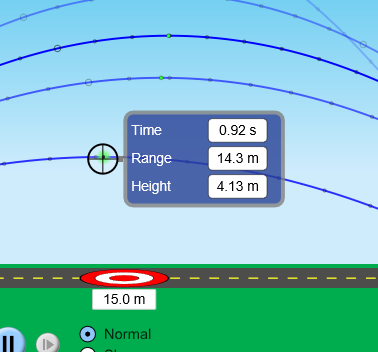 Time 0.92 s
Range 14.3 m
Height 4.13 m
15.0 m
Normal